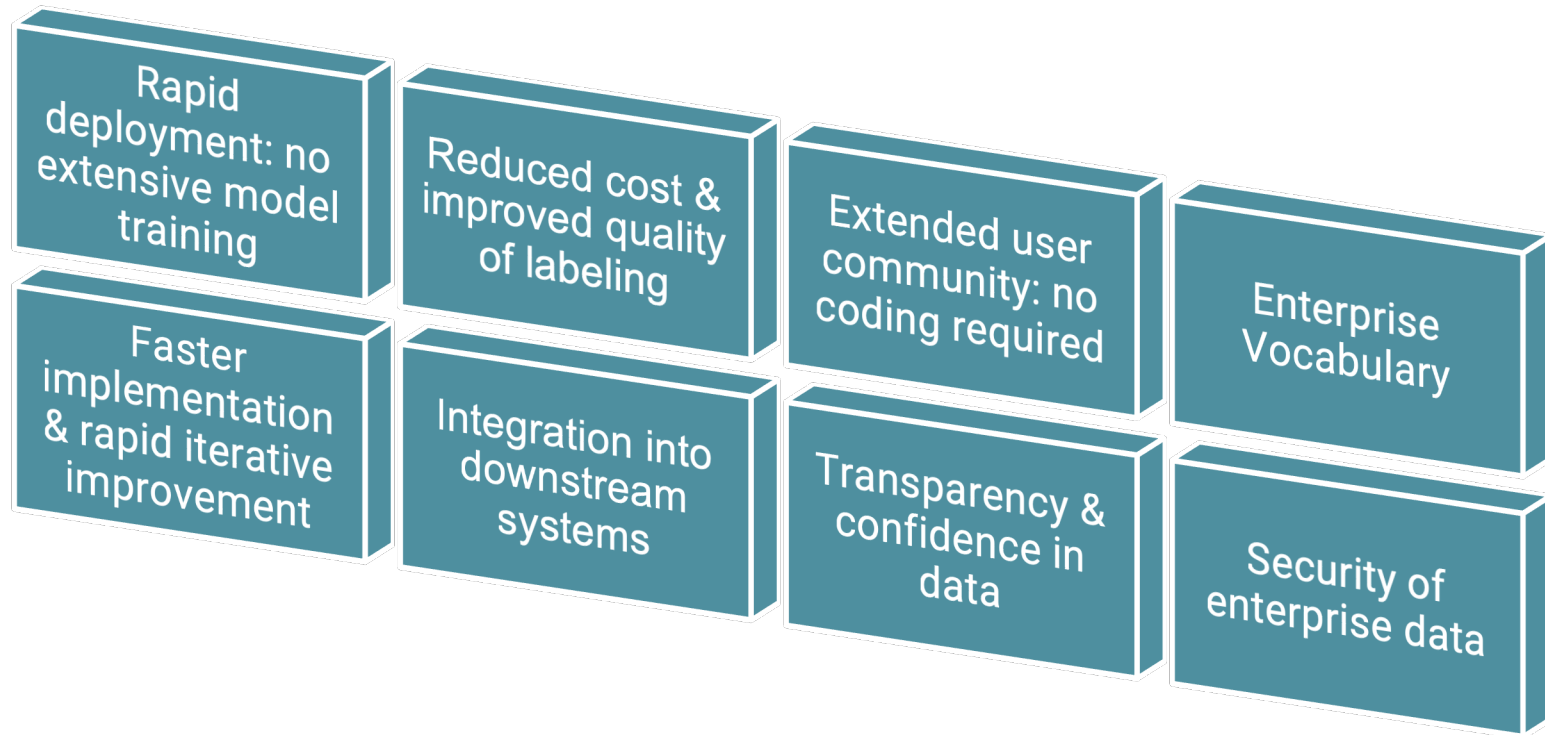 Rapid
deployment: no
extensive model
training
Reduced cost &
improved quality
of labeling
Extended user
community: no
coding required
Enterprise
Vocabulary
Faster
implementation
& rapid iterative
improvement
Integration into
downstream
systems
Transparency &
confidence in
data
Security of
enterprise data